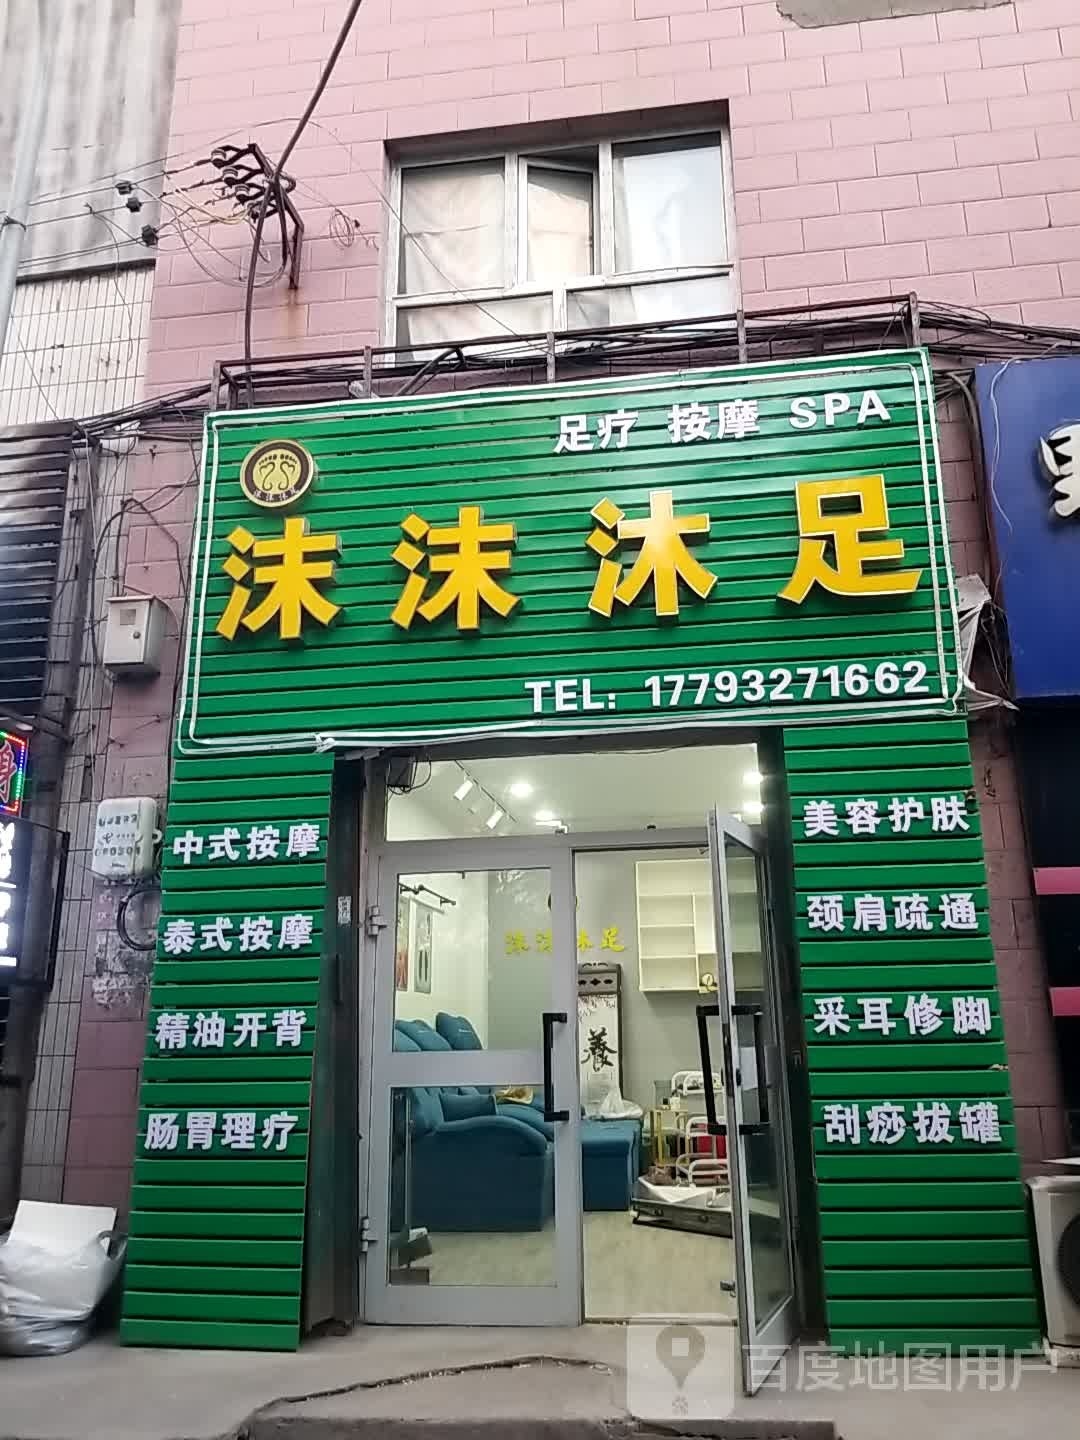 足疗 按摩 SPA
沫沫沐足
TEL: 17793271662
中式按摩
泰式按摩
精油开背
肠胃理疗
美容护肤
颈肩疏通
采耳修脚
刮痧拔罐
沫沫沐足
养
百度地图用户